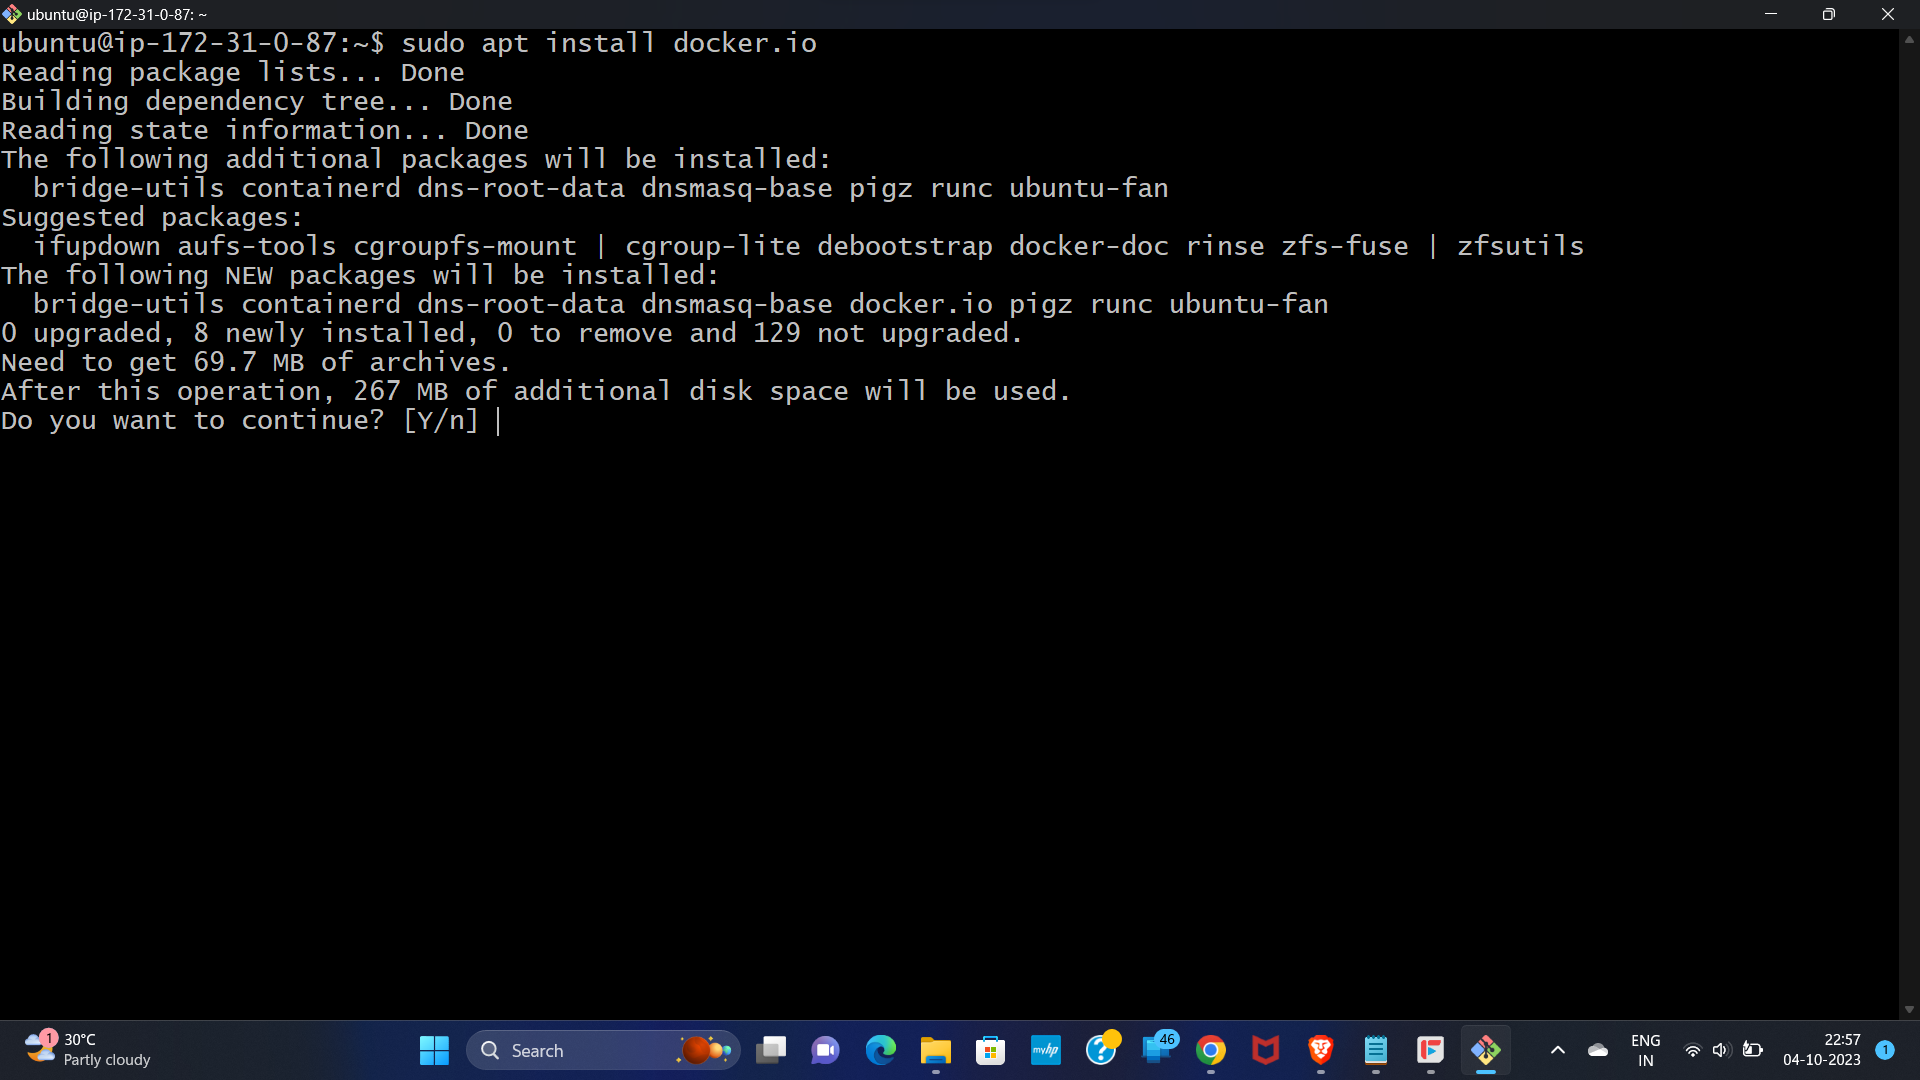 ubuntu@ip-172-31-0-87: ~
ubuntu@ip-172-31-0-87:~$ sudo apt install docker.io
Reading package lists... Done
Building dependency tree... Done
Reading state information... Done
The following additional packages will be installed:
  bridge-utils containerd dns-root-data dnsmasq-base pigz runc ubuntu-fan
Suggested packages:
  ifupdown aufs-tools cgroupfs-mount | cgroup-lite debootstrap docker-doc rinse zfs-fuse | zfsutils
The following NEW packages will be installed:
  bridge-utils containerd dns-root-data dnsmasq-base docker.io pigz runc ubuntu-fan
0 upgraded, 8 newly installed, 0 to remove and 129 not upgraded.
Need to get 69.7 MB of archives.
After this operation, 267 MB of additional disk space will be used.
Do you want to continue? [Y/n]
1
30°C
Partly cloudy
Search
myhp
46
ENG
IN
22:57
04-10-2023
1